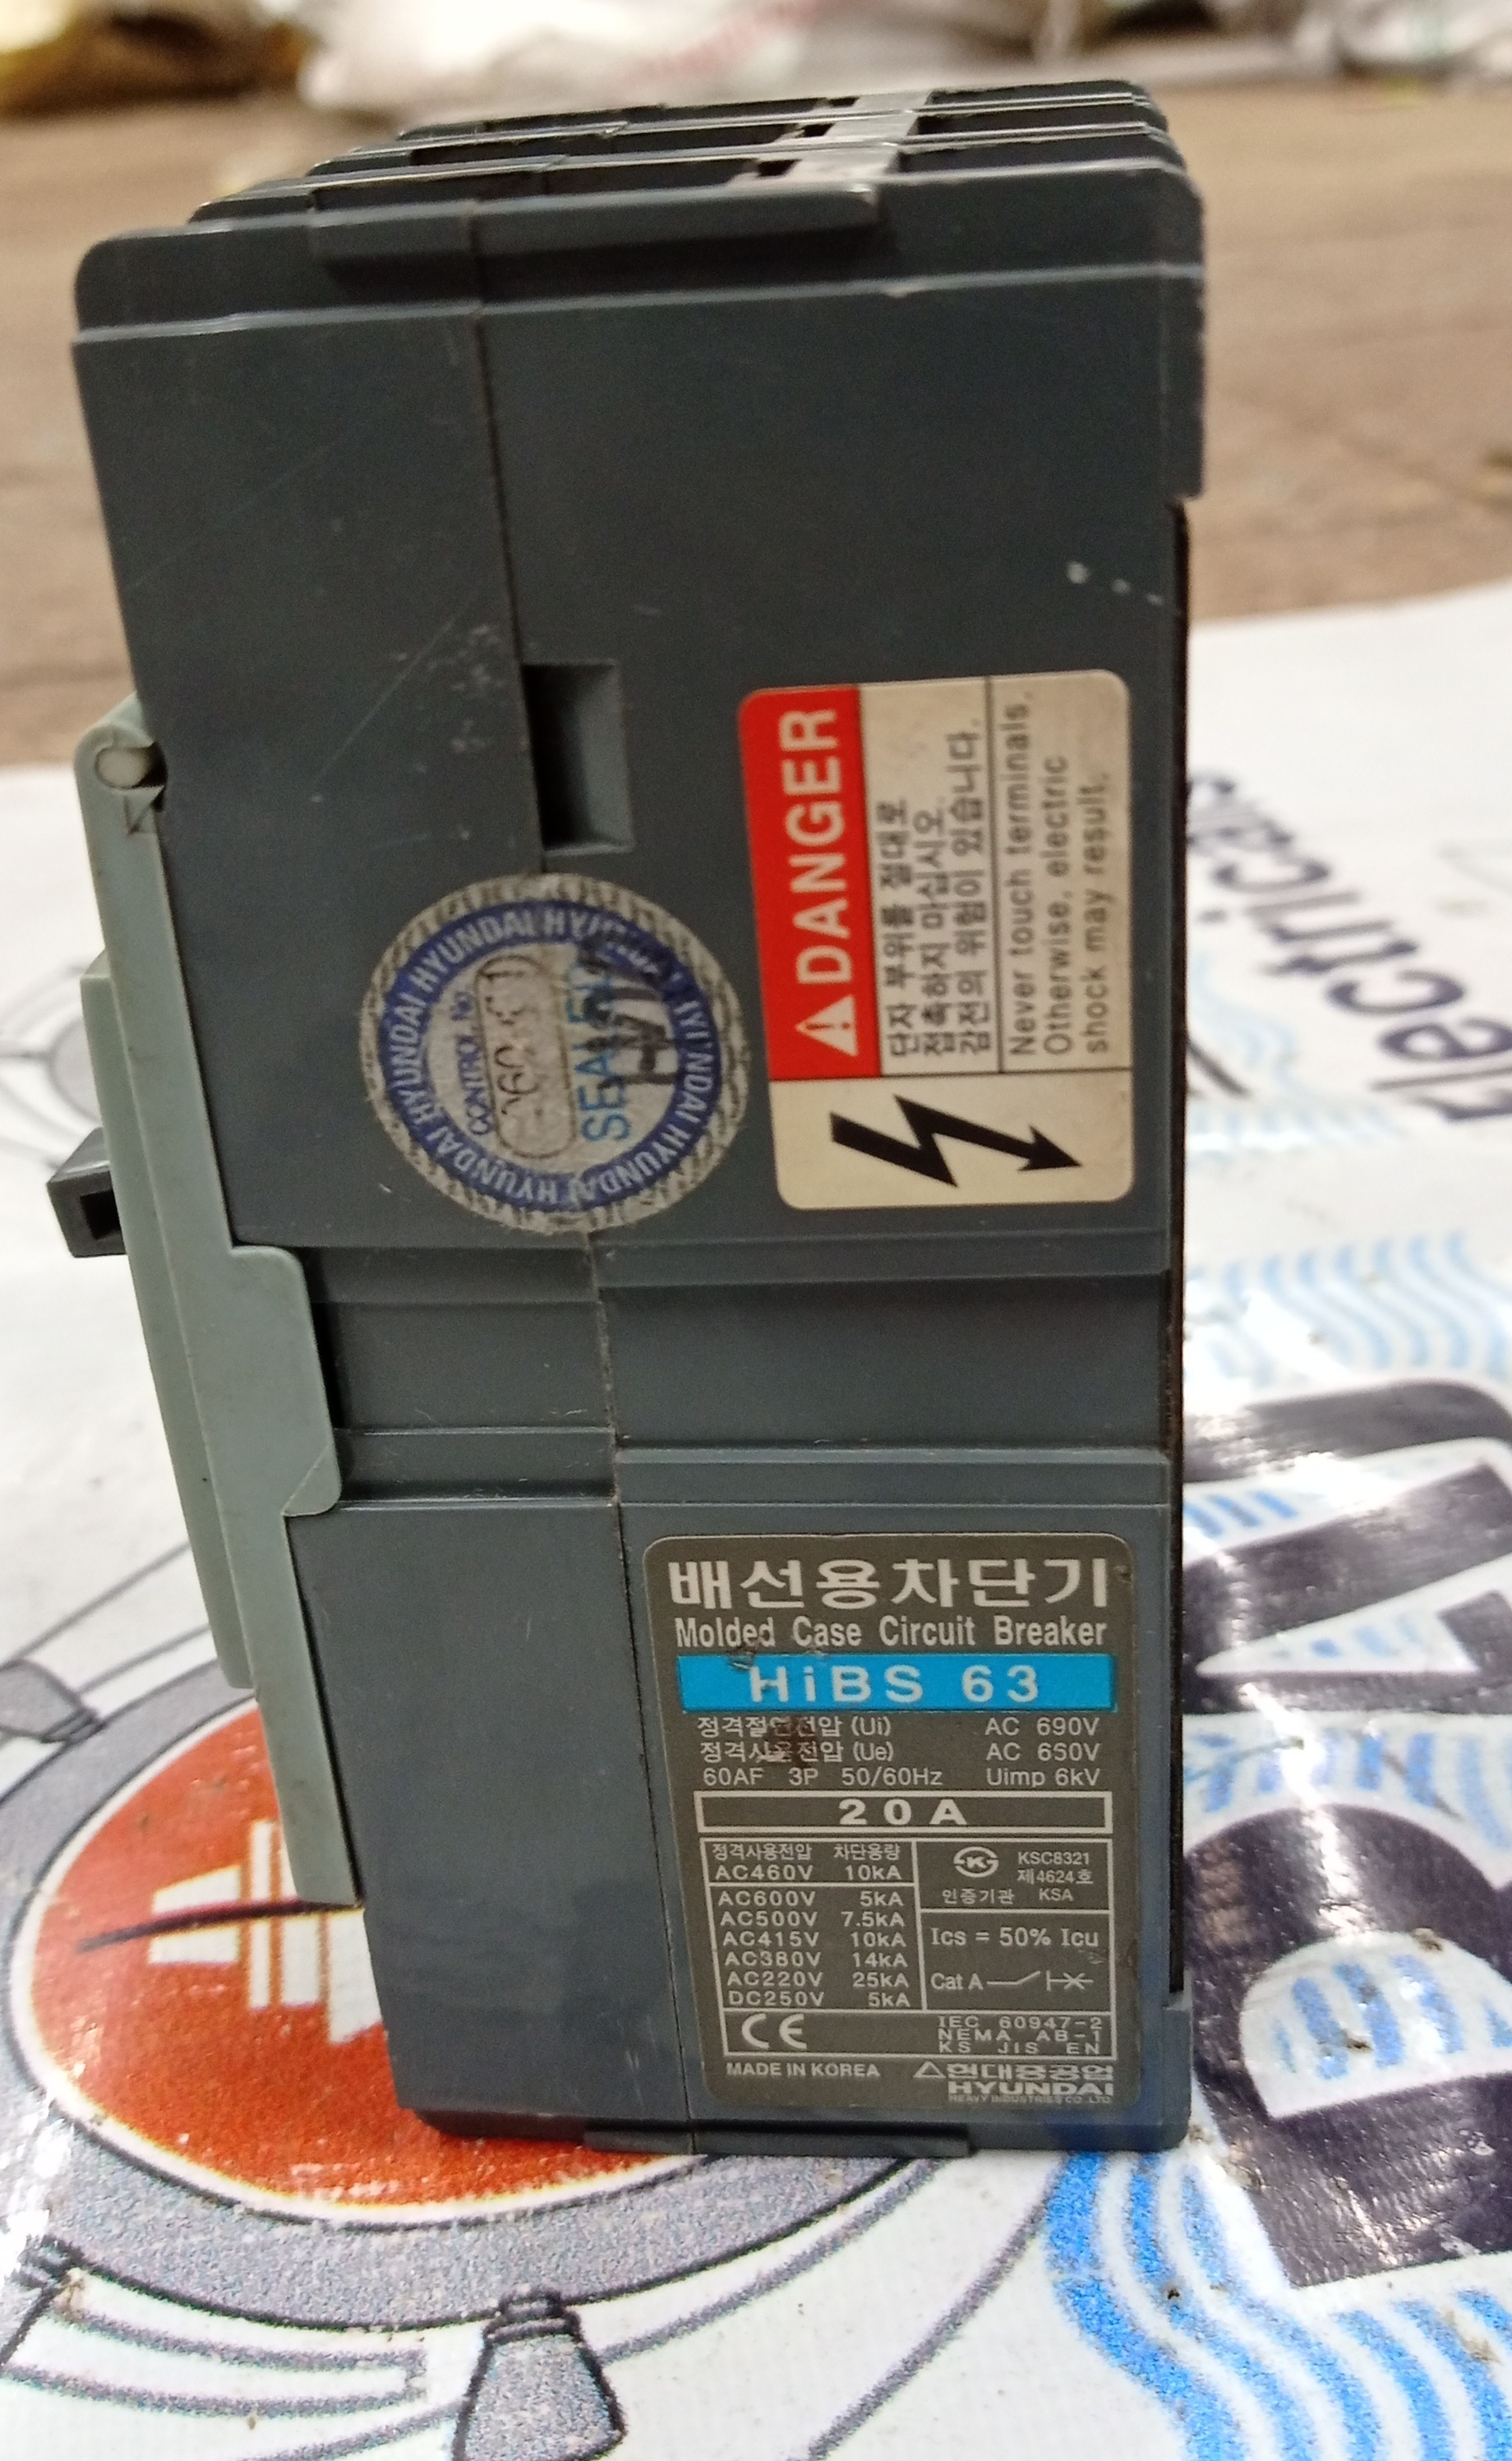 DANGER
단자 부위를 절대로
접촉하지 마십시오.
감전의 위험이 있습니다.
Never touch terminals.
Otherwise, electric
shock may result.
HYUNDAI HYUNDAI HYUNDAI HYUNDAI HYUNDAI HYUNDAI
CONTROL No.
SEALED
배선용차단기
Molded Case Circuit Breaker
HiBS 63
정격절연전압 (Ui) AC 690V
정격사용전압 (Ue) AC 650V
60AF 3P 50/60Hz Uimp 6kV
20A
정격사용전압 차단용량
AC460V 10kA
AC600V 5kA
AC500V 7.5kA
AC415V 10kA
AC380V 14kA
AC220V 25kA
DC250V 5kA
KSC8321
제4624호
인증기관 KSA
Ics = 50% Icu
Cat A
CE
IEC 60947-2
NEMA AB-1
KS JIS EN
MADE IN KOREA
현대중공업
HYUNDAI
HEAVY INDUSTRIES CO., LTD.
Electricals